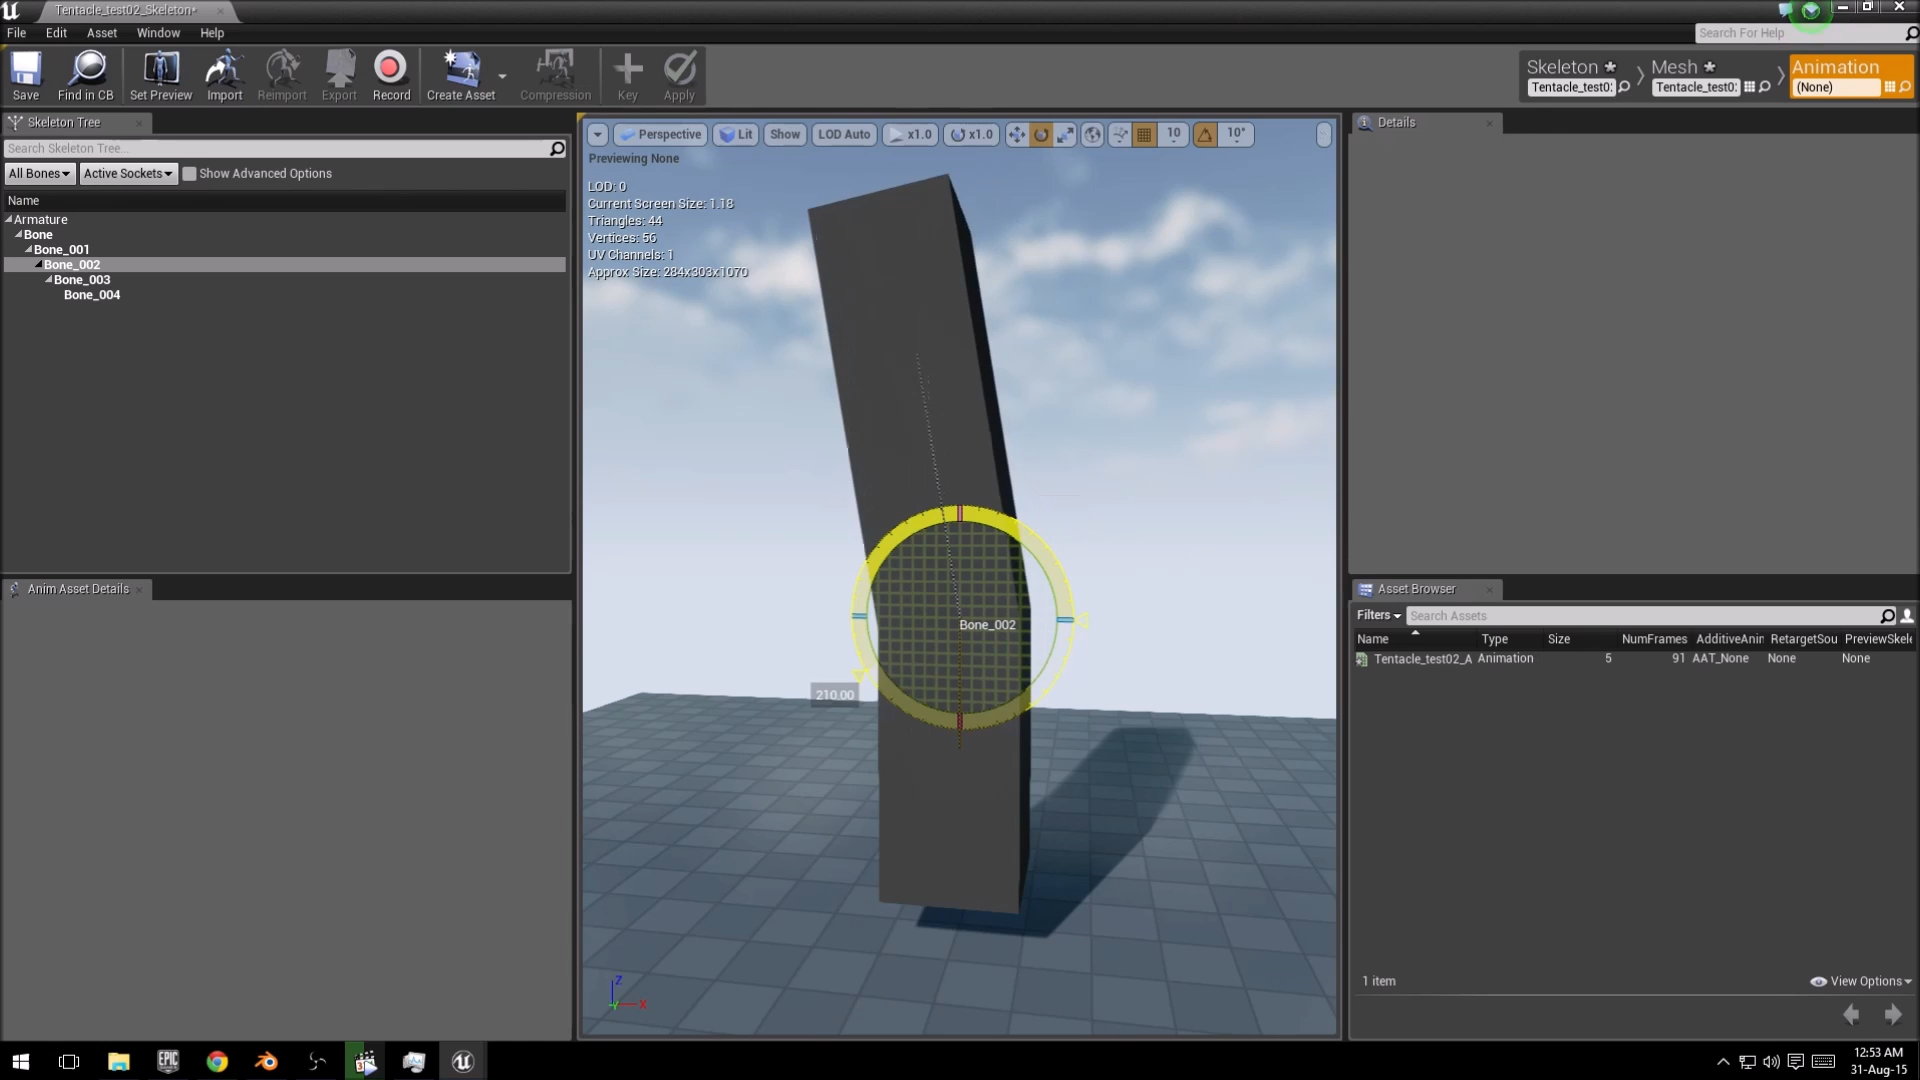 Tentacle_test02_Skeleton*
File Edit Asset Window Help
Search For Help
Save Find in CB Set Preview Import Reimport Export Record Create Asset Compression Key Apply
Skeleton * Mesh * Animation
Tentacle_test02 Tentacle_test02 (None)
Skeleton Tree
Search Skeleton Tree...
All Bones Active Sockets Show Advanced Options
Name
Armature
Bone
Bone_001
Bone_002
Bone_003
Bone_004
Anim Asset Details
Perspective Lit Show LOD Auto x1.0 x1.0 10 10°
Previewing None
LOD: 0
Current Screen Size: 1.18
Triangles: 44
Vertices: 56
UV Channels: 1
Approx Size: 284x303x1070
Bone_002
210.00
Z
X
Details
Asset Browser
Filters Search Assets
Name Type Size NumFrames AdditiveAnim RetargetSou PreviewSkele
Tentacle_test02_A Animation 5 91 AAT_None None None
1 item View Options
EPIC GAMES
12:53 AM
31-Aug-15